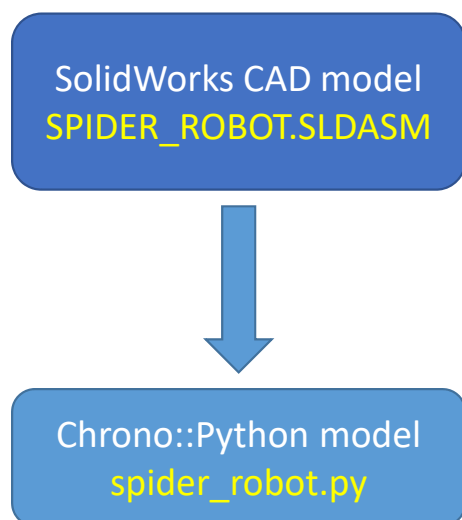 SolidWorks CAD model
SPIDER_ROBOT.SLDASM
Chrono::Python model
spider_robot.py